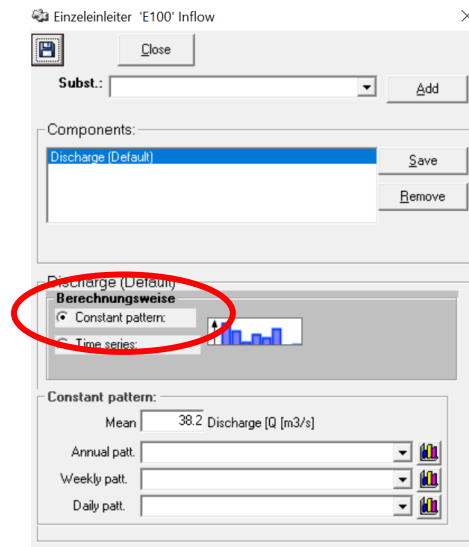 Einzeleinleiter 'E100' Inflow
Close
Subst.:
Add
Components:
Discharge (Default)
Save
Remove
Discharge (Default)
Berechnungsweise
Constant pattern:
Time series:
Constant pattern:
Mean 38.2 Discharge [Q [m3/s]
Annual patt.
Weekly patt.
Daily patt.